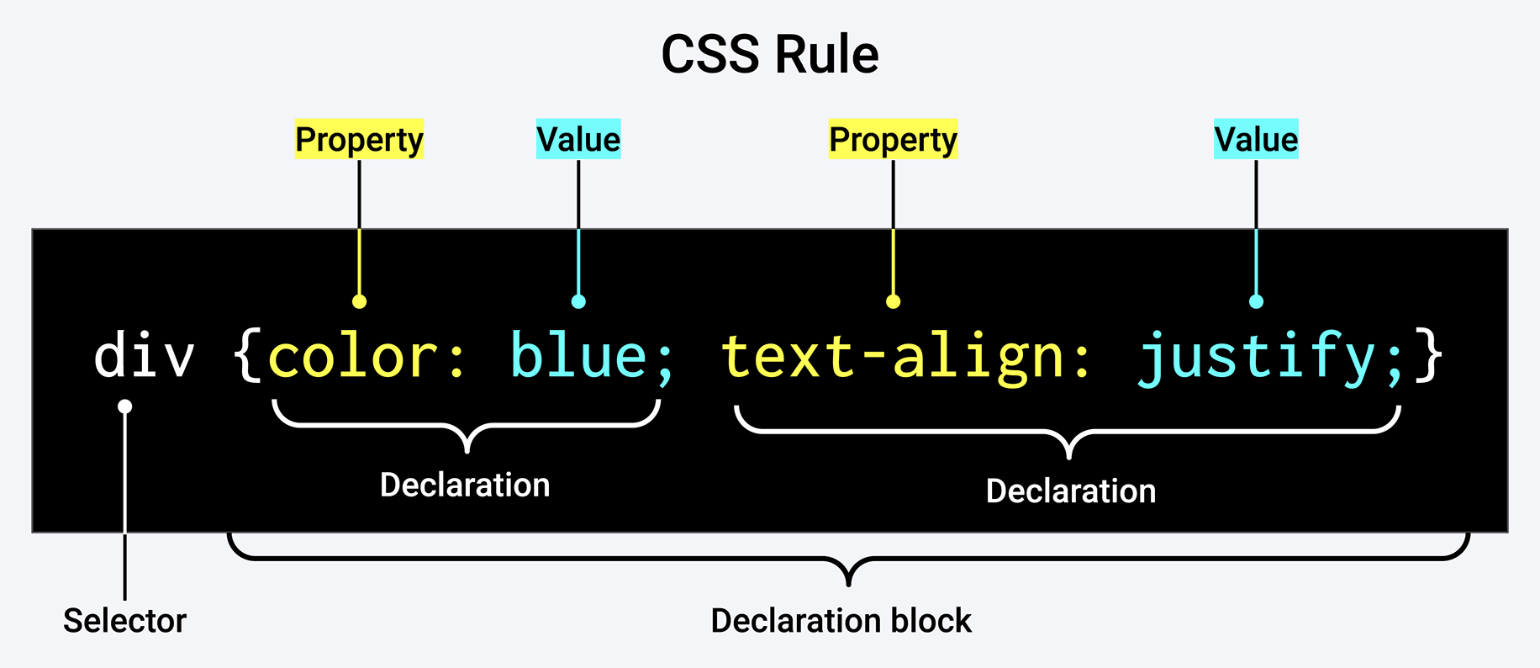 CSS Rule
Property Value Property Value
div {color: blue; text-align: justify;}
Declaration Declaration
Selector Declaration block